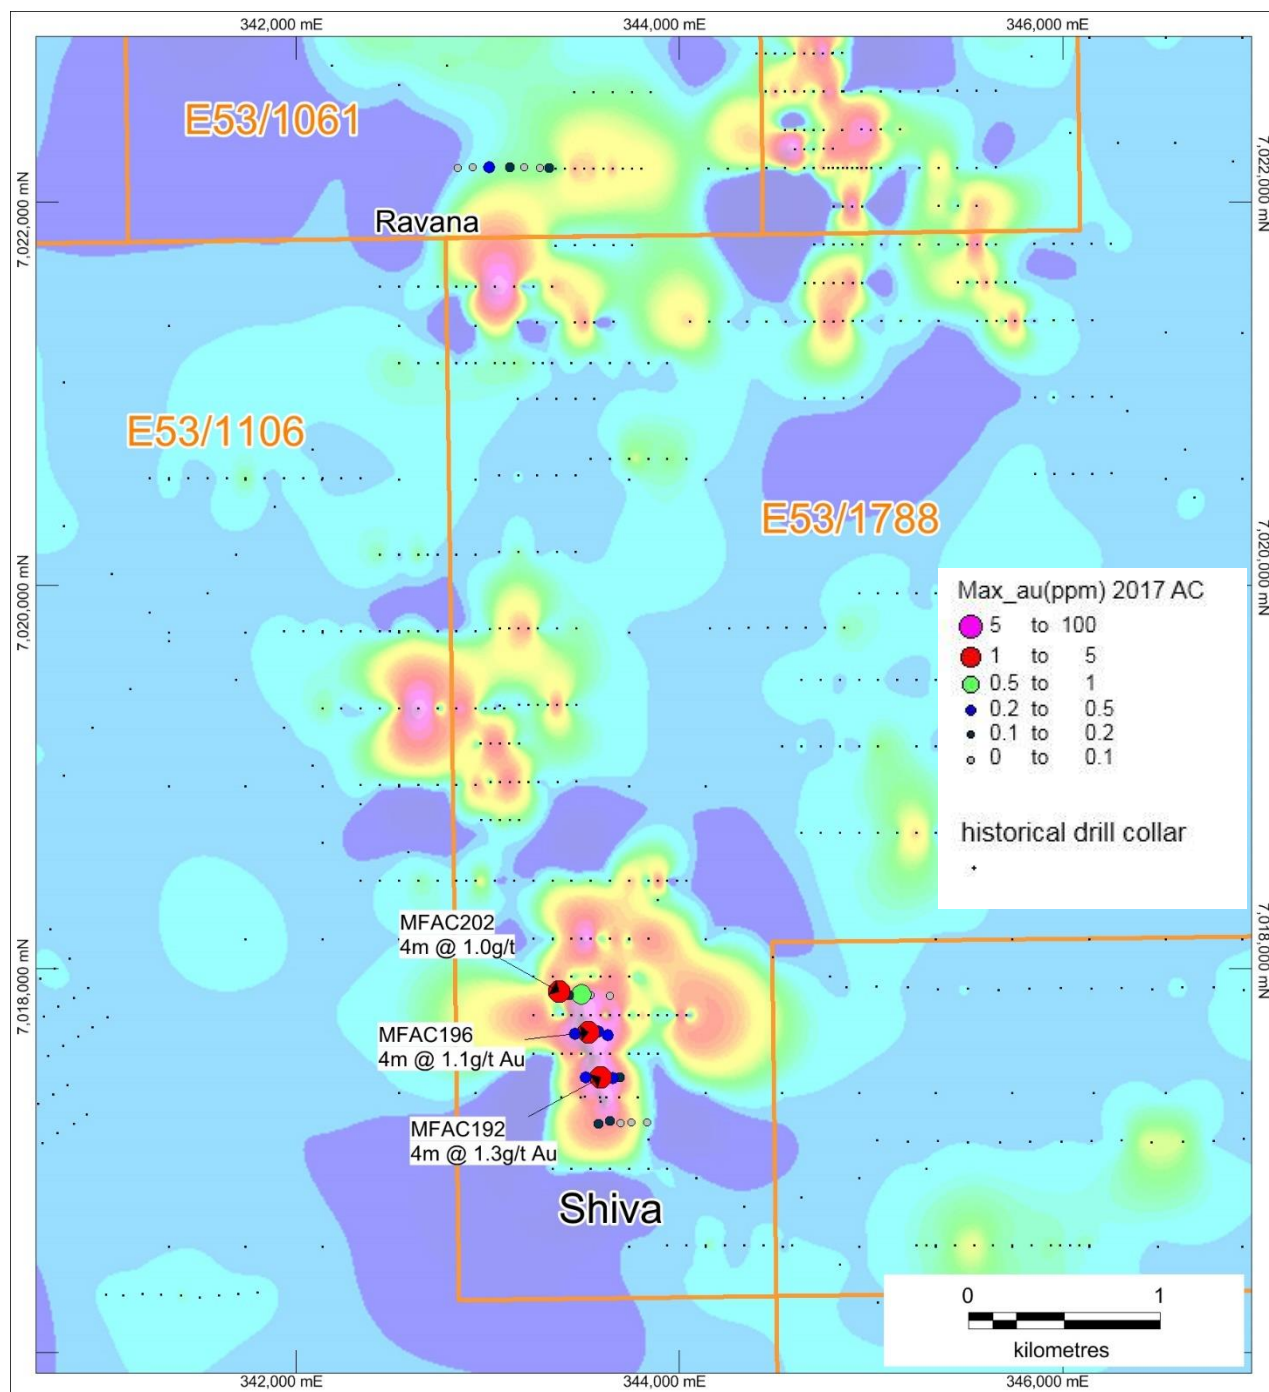 342,000 mE
344,000 mE
346,000 mE
E53/1061
7,022,000 mN
7,022,000 mN
Ravana
E53/1106
E53/1788
7,020,000 mN
7,020,000 mN
Max_au(ppm) 2017 AC
5 to 100
1 to 5
0.5 to 1
0.2 to 0.5
0.1 to 0.2
0 to 0.1
historical drill collar
MFAC202
4m @ 1.0g/t
7,018,000 mN
7,018,000 mN
MFAC196
4m @ 1.1g/t Au
MFAC192
4m @ 1.3g/t Au
Shiva
0 1
kilometres
342,000 mE
344,000 mE
346,000 mE